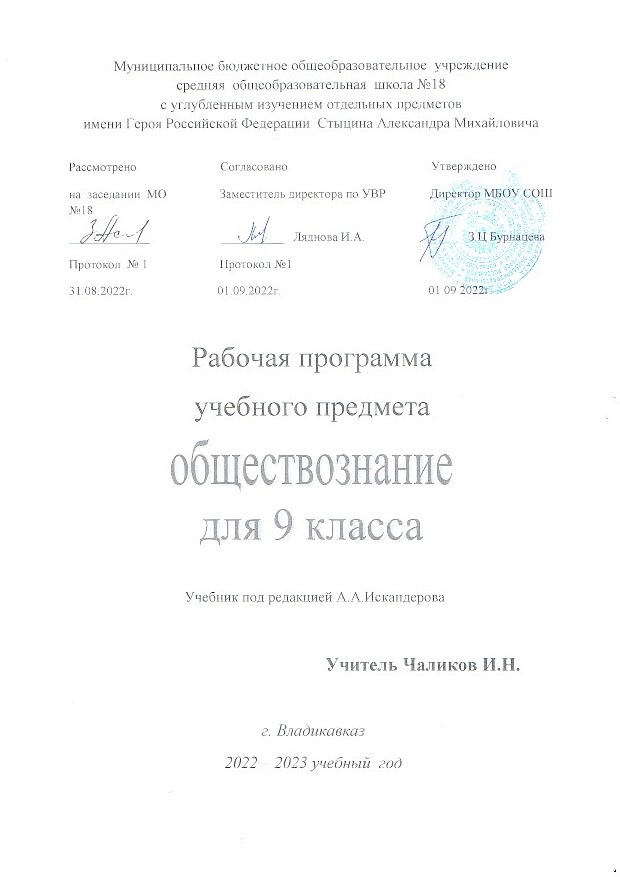 Муниципальное бюджетное общеобразовательное учреждение
средняя общеобразовательная школа №18
с углубленным изучением отдельных предметов
имени Героя Российской Федерации Стыцина Александра Михайловича
Рассмотрено Согласовано Утверждено
на заседании МО Заместитель директора по УВР Директор МБОУ СОШ
№18
Ляднова И.А. З.Ц Бурнацева
Протокол № 1 Протокол №1
31.08.2022г. 01.09.2022г. 01.09.2022г.
Рабочая программа
учебного предмета
обществознание
для 9 класса
Учебник под редакцией А.А.Искандерова
Учитель Чаликов И.Н.
г. Владикавказ
2022 – 2023 учебный год